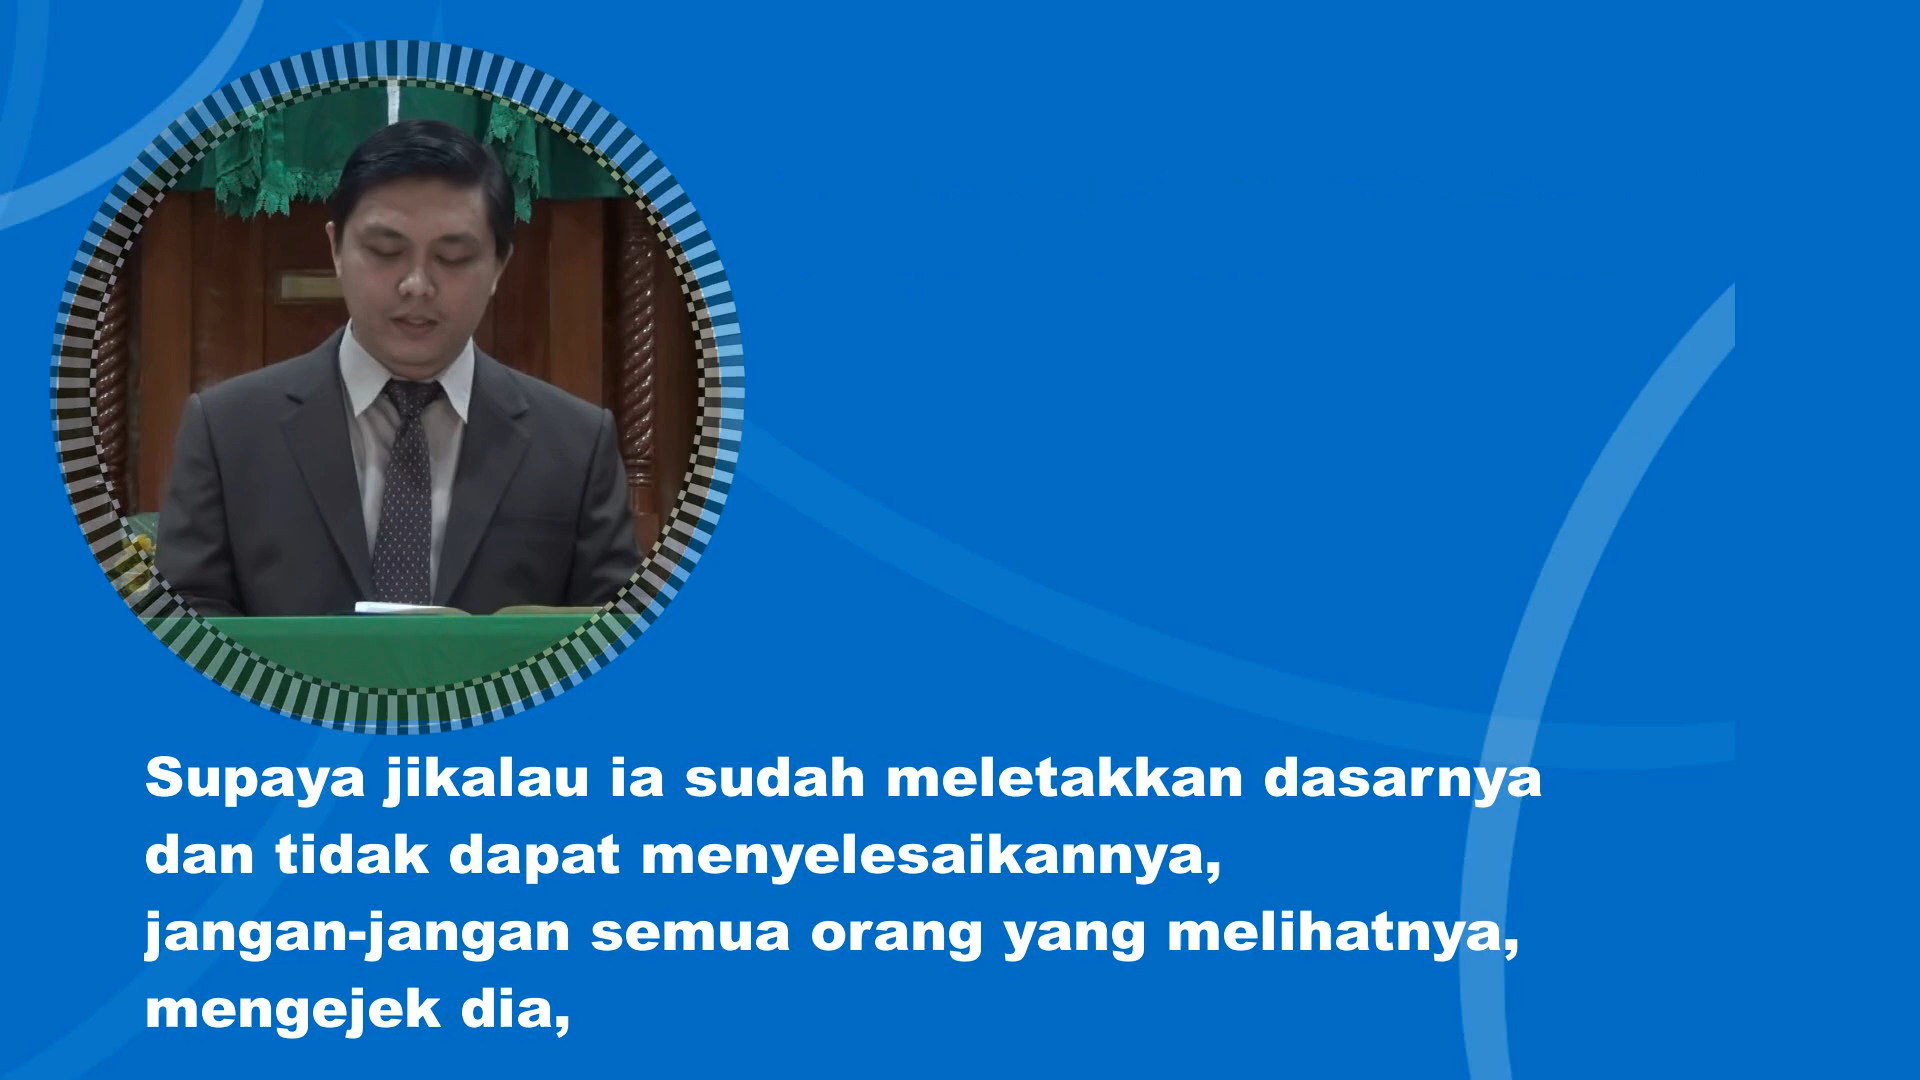 Supaya jikalau ia sudah meletakkan dasarnya
dan tidak dapat menyelesaikannya,
jangan-jangan semua orang yang melihatnya,
mengejek dia,